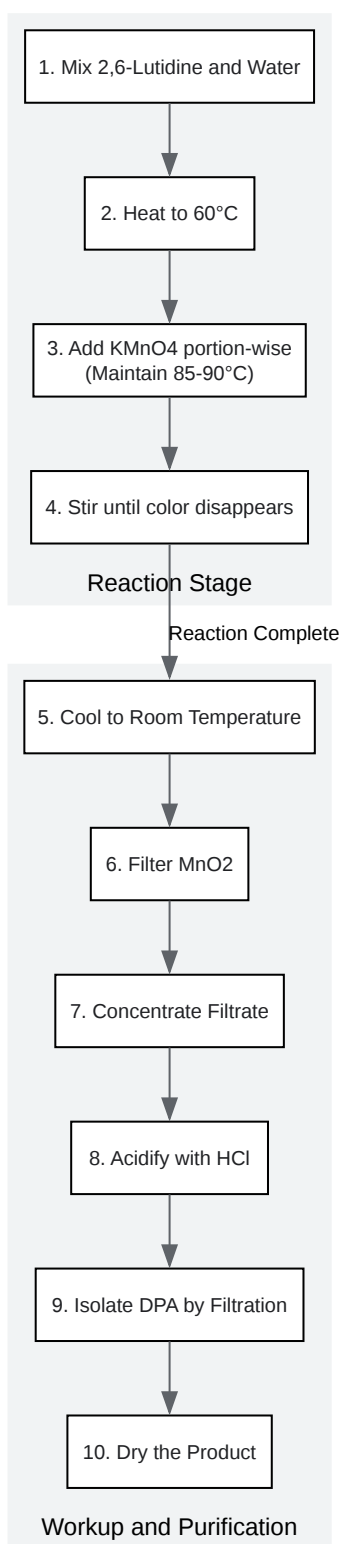 1. Mix 2,6-Lutidine and Water
2. Heat to 60°C
3. Add KMnO4 portion-wise
(Maintain 85-90°C)
4. Stir until color disappears
Reaction Stage
Reaction Complete
5. Cool to Room Temperature
6. Filter MnO2
7. Concentrate Filtrate
8. Acidify with HCl
9. Isolate DPA by Filtration
10. Dry the Product
Workup and Purification